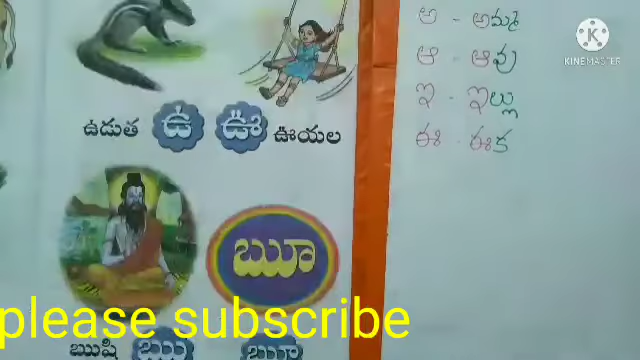 అ - అమ్మ
ఆ - ఆవు
ఇ - ఇల్లు
ఈ - ఈక
KINEMASTER
ఉడుత ఉ ఊ ఊయల
ౠ
please subscribe
ఋషి ఋ ౠ